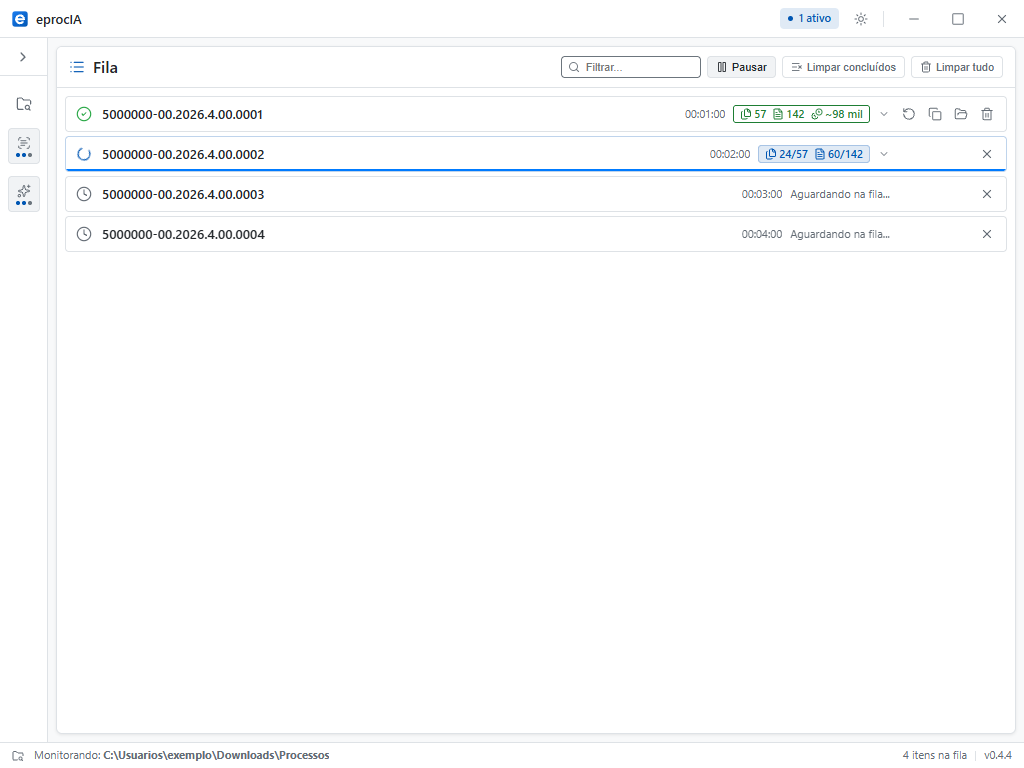 eprocIA
1 ativo
Fila
Filtrar...
Pausar
Limpar concluídos
Limpar tudo
5000000-00.2026.4.00.0001 00:01:00 57 142 ~98 mil
5000000-00.2026.4.00.0002 00:02:00 24/57 60/142
5000000-00.2026.4.00.0003 00:03:00 Aguardando na fila...
5000000-00.2026.4.00.0004 00:04:00 Aguardando na fila...
Monitorando: C:\Usuarios\exemplo\Downloads\Processos
4 itens na fila
v0.4.4